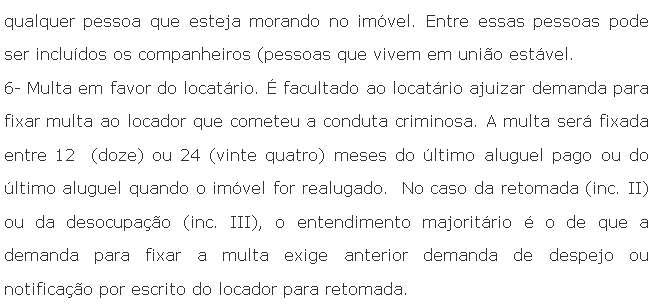 qualquer pessoa que esteja morando no imóvel. Entre essas pessoas pode
ser incluídos os companheiros (pessoas que vivem em união estável.
6- Multa em favor do locatário. É facultado ao locatário ajuizar demanda para
fixar multa ao locador que cometeu a conduta criminosa. A multa será fixada
entre 12  (doze) ou 24 (vinte quatro) meses do último aluguel pago ou do
último aluguel quando o imóvel for realugado.  No caso da retomada (inc. II)
ou da desocupação (inc. III), o entendimento majoritário é o de que a
demanda para fixar a multa exige anterior demanda de despejo ou
notificação por escrito do locador para retomada.